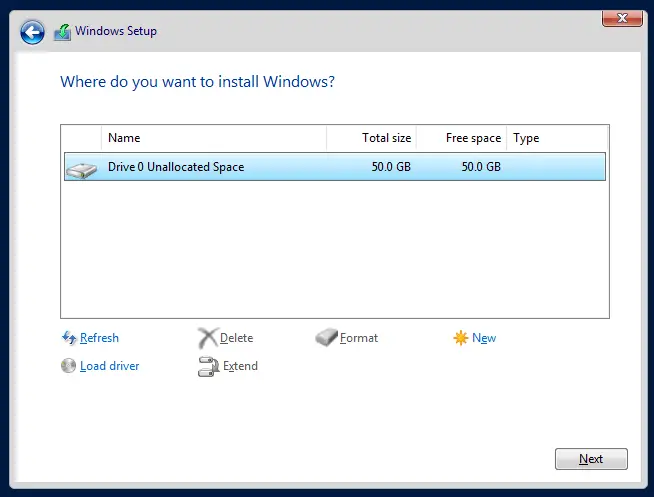 Windows Setup
Where do you want to install Windows?
Name Total size Free space Type
Drive 0 Unallocated Space 50.0 GB 50.0 GB
Refresh Delete Format New
Load driver Extend
Next